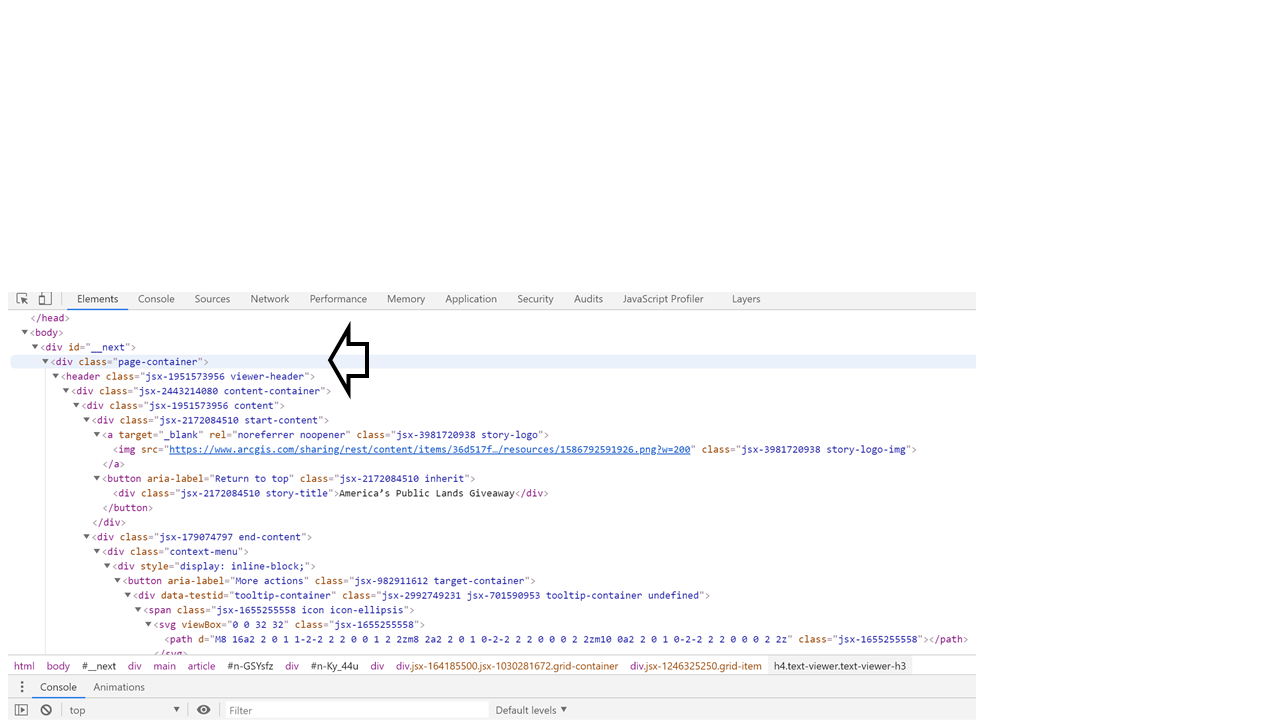 Elements Console Sources Network Performance Memory Application Security Audits JavaScript Profiler Layers
</head>
<body>
<div id="__next">
<div class="page-container">
<header class="jsx-1951573956 viewer-header">
<div class="jsx-2443214080 content-container">
<div class="jsx-1951573956 content">
<div class="jsx-2172084510 start-content">
<a target="_blank" rel="noreferrer noopener" class="jsx-3981720938 story-logo">
<img src="https://www.arcgis.com/sharing/rest/content/items/36d517f…/resources/1586792591926.png?w=200" class="jsx-3981720938 story-logo-img">
</a>
<button aria-label="Return to top" class="jsx-2172084510 inherit">
<div class="jsx-2172084510 story-title">America’s Public Lands Giveaway</div>
</button>
</div>
<div class="jsx-179074797 end-content">
<div class="context-menu">
<div style="display: inline-block;">
<button aria-label="More actions" class="jsx-982911612 target-container">
<div data-testid="tooltip-container" class="jsx-2992749231 jsx-701590953 tooltip-container undefined">
<span class="jsx-1655255558 icon icon-ellipsis">
<svg viewBox="0 0 32 32" class="jsx-1655255558">
<path d="M8 16a2 2 0 1 1-2-2 2 2 0 0 1 2 2zm8 2a2 2 0 1 0-2-2 2 2 0 0 0 2 2zm10 0a2 2 0 1 0-2-2 2 2 0 0 0 2 2z" class="jsx-1655255558"></path>
</svg>
html body #__next div main article #n-GSYsfz div #n-Ky_44u div div.jsx-164185500.jsx-1030281672.grid-container div.jsx-1246325250.grid-item h4.text-viewer.text-viewer-h3
Console Animations
top Filter Default levels